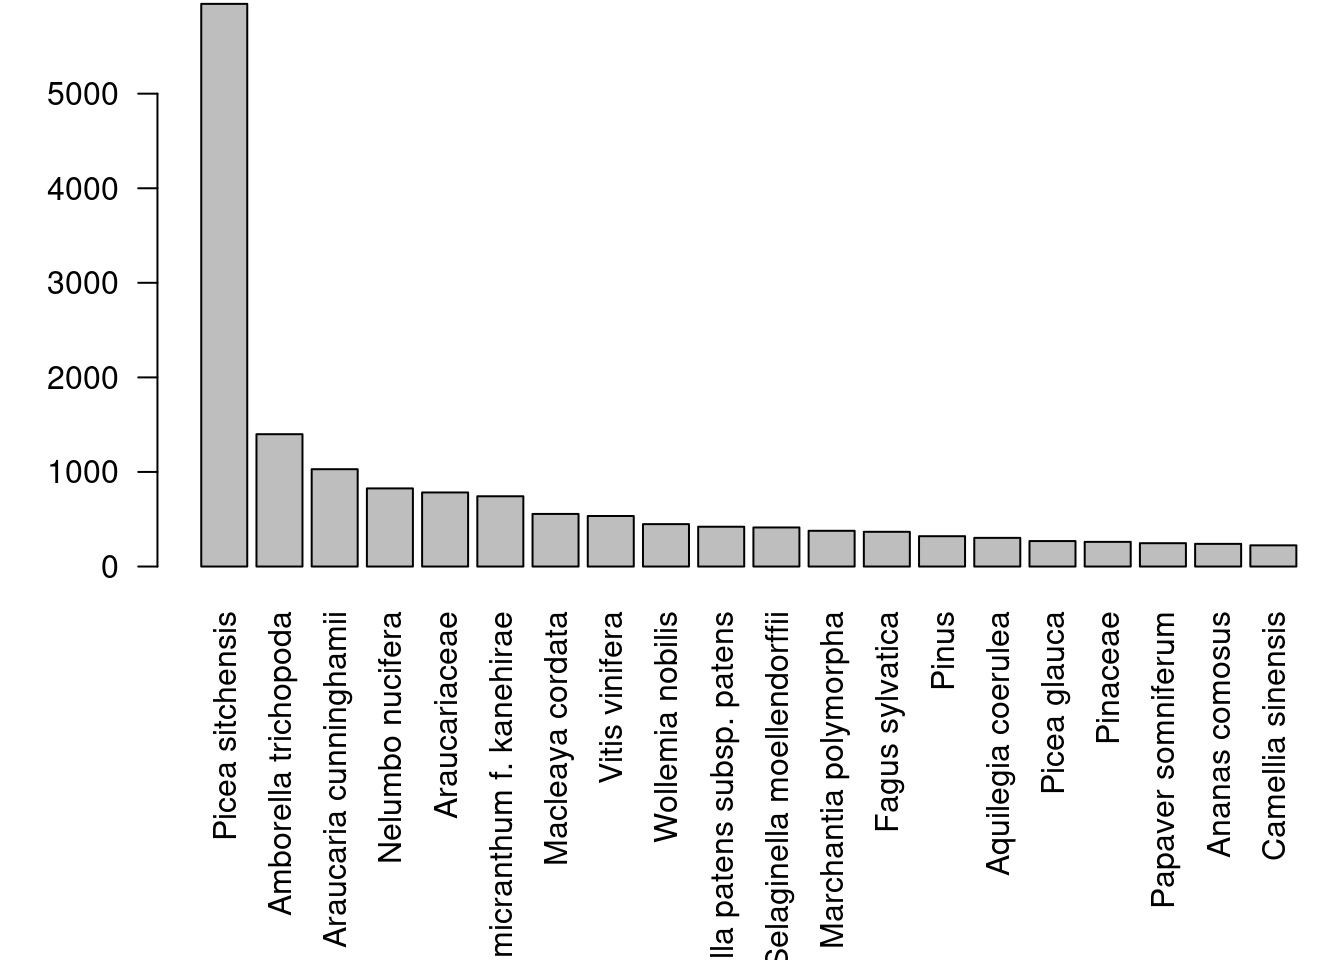 5000
4000
3000
2000
1000
0
Picea sitchensis
Amborella trichopoda
Araucaria cunninghamii
Nelumbo nucifera
Araucariaceae
micranthum f. kanehirae
Macleaya cordata
Vitis vinifera
Wollemia nobilis
lla patens subsp. patens
Selaginella moellendorffii
Marchantia polymorpha
Fagus sylvatica
Pinus
Aquilegia coerulea
Picea glauca
Pinaceae
Papaver somniferum
Ananas comosus
Camellia sinensis